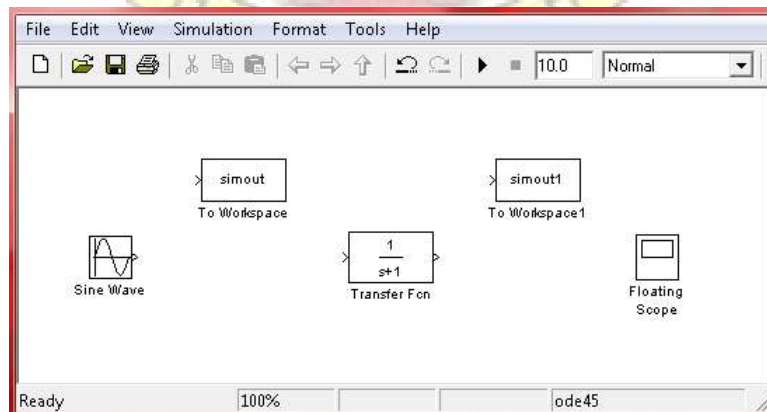 File Edit View Simulation Format Tools Help
10.0 Normal
simout
To Workspace
simout1
To Workspace1
Sine Wave
1
s+1
Transfer Fcn
Floating
Scope
Ready 100% ode45